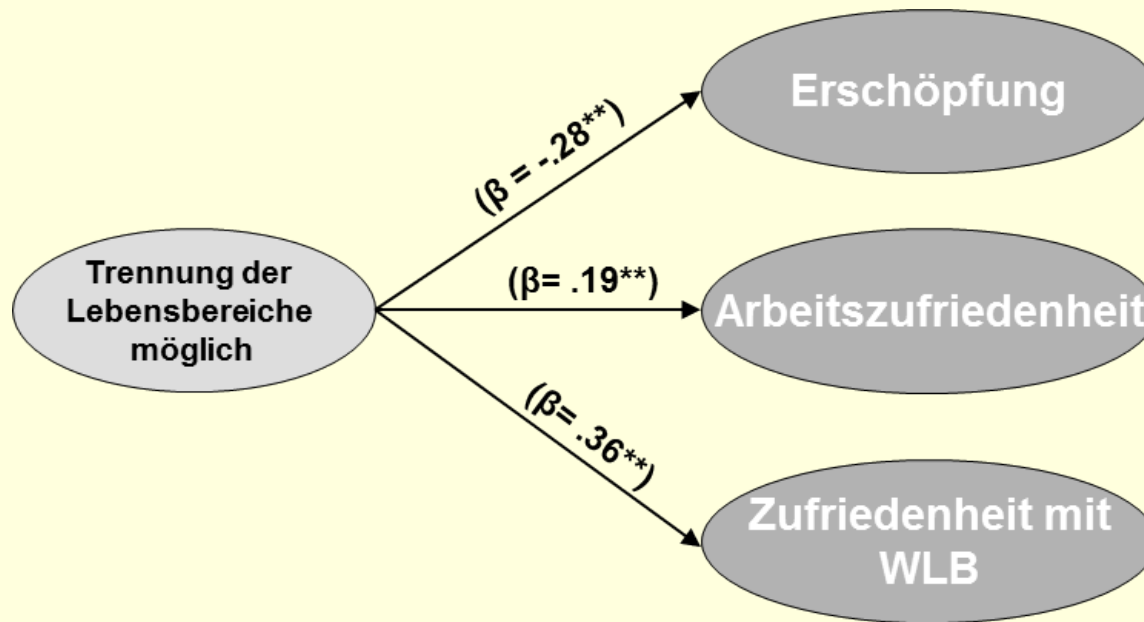 Erschöpfung
(β = -.28**)
Trennung der
Lebensbereiche
möglich
(β= .19**)
Arbeitszufriedenheit
(β= .36**)
Zufriedenheit mit
WLB